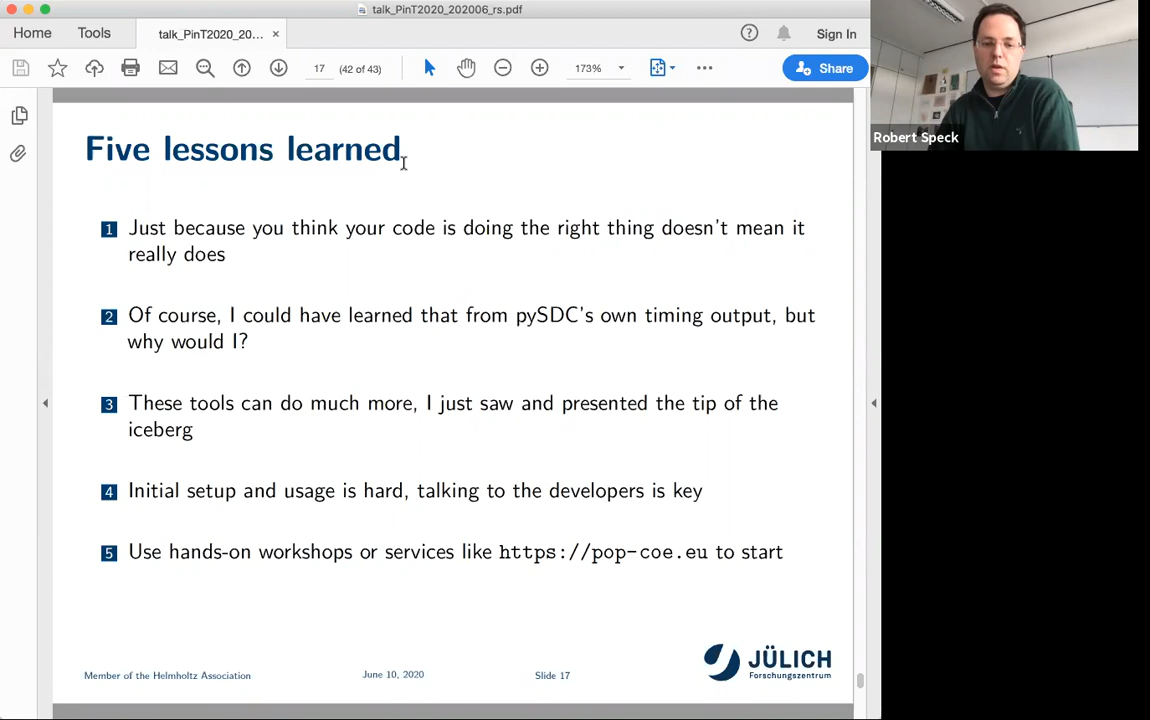 talk_PinT2020_202006_rs.pdf
Home
Tools
talk_PinT2020_20... ×
Sign In
17
(42 of 43)
173%
Share
Robert Speck
Five lessons learned
1 Just because you think your code is doing the right thing doesn't mean it
really does
2 Of course, I could have learned that from pySDC's own timing output, but
why would I?
3 These tools can do much more, I just saw and presented the tip of the
iceberg
4 Initial setup and usage is hard, talking to the developers is key
5 Use hands-on workshops or services like https://pop-coe.eu to start
Member of the Helmholtz Association
June 10, 2020
Slide 17
JÜLICH
Forschungszentrum